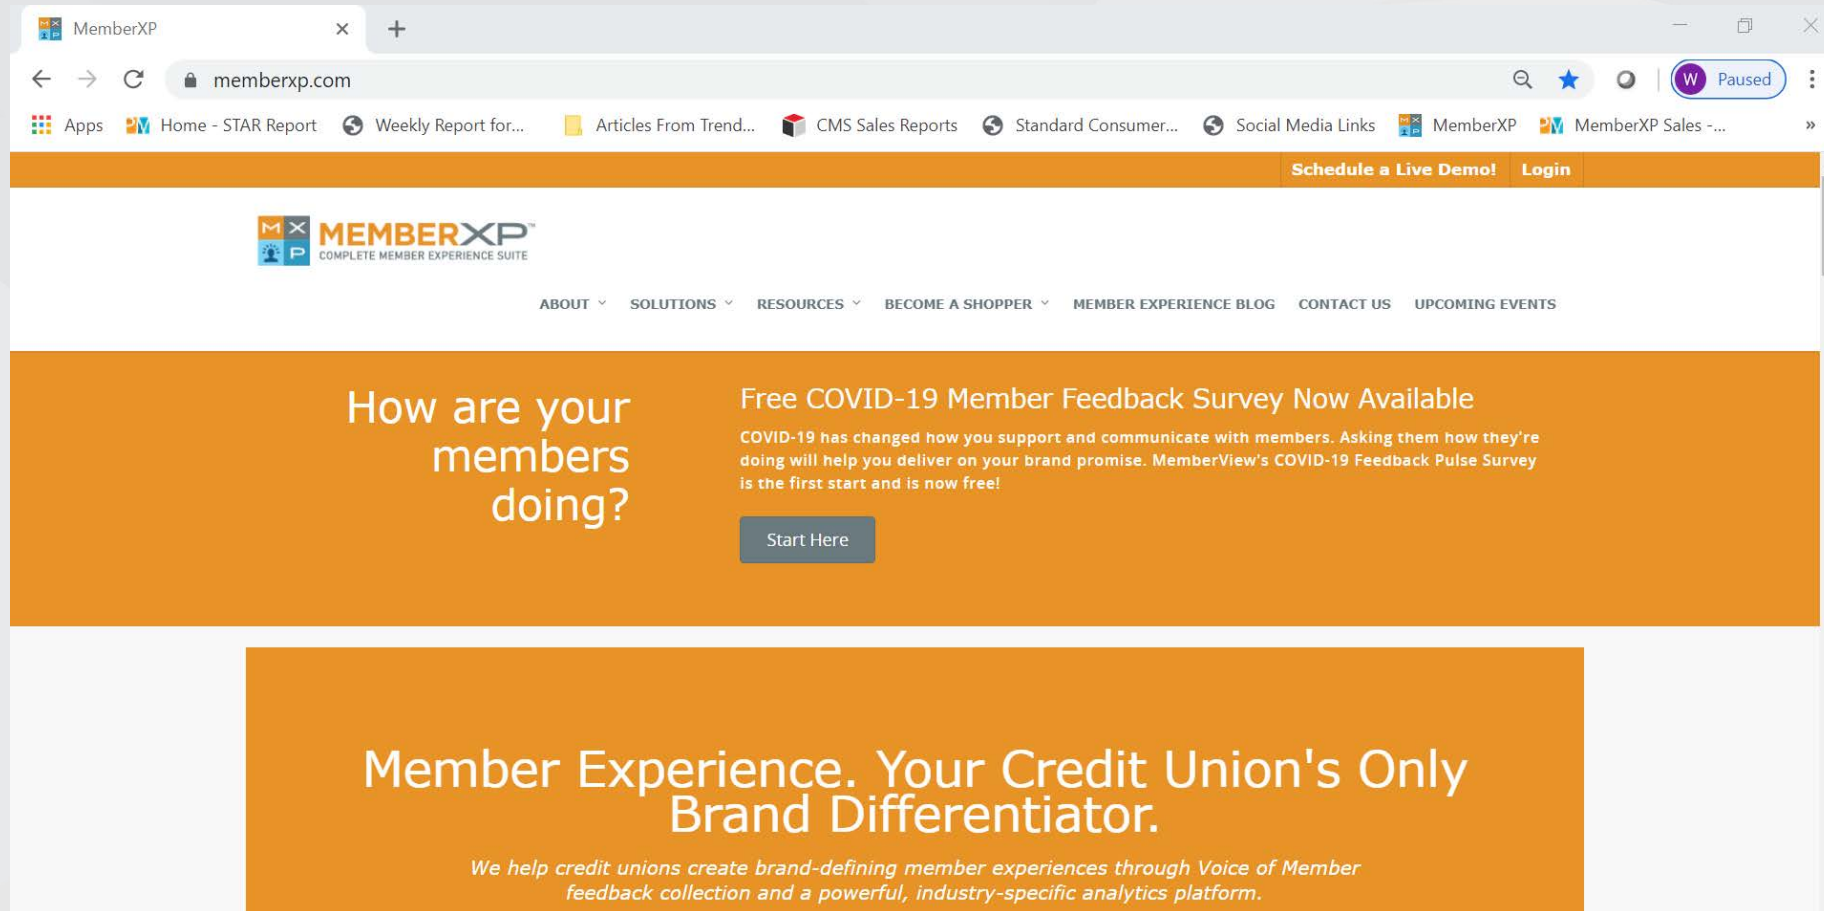 MemberXP
memberxp.com
W Paused
Apps Home - STAR Report Weekly Report for... Articles From Trend... CMS Sales Reports Standard Consumer... Social Media Links MemberXP MemberXP Sales -... »
Schedule a Live Demo! Login
M X
P
MEMBERXP™
COMPLETE MEMBER EXPERIENCE SUITE
ABOUT SOLUTIONS RESOURCES BECOME A SHOPPER MEMBER EXPERIENCE BLOG CONTACT US UPCOMING EVENTS
How are your
members
doing?
Free COVID-19 Member Feedback Survey Now Available
COVID-19 has changed how you support and communicate with members. Asking them how they're
doing will help you deliver on your brand promise. MemberView's COVID-19 Feedback Pulse Survey
is the first start and is now free!
Start Here
Member Experience. Your Credit Union's Only
Brand Differentiator.
We help credit unions create brand-defining member experiences through Voice of Member
feedback collection and a powerful, industry-specific analytics platform.